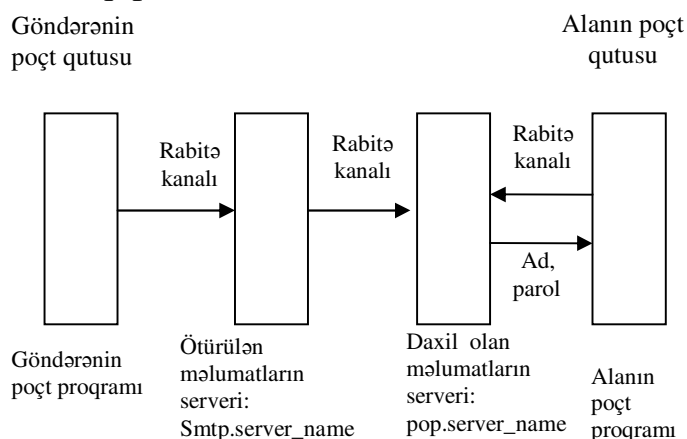 Göndərənin
poçt qutusu
Alanın poçt
qutusu
Rabitə
kanalı
Rabitə
kanalı
Rabitə
kanalı
Ad,
parol
Göndərənin
poçt proqramı
Ötürülən
məlumatların
serveri:
Smtp.server_name
Daxil olan
məlumatların
serveri:
pop.server_name
Alanın
poçt
proqramı